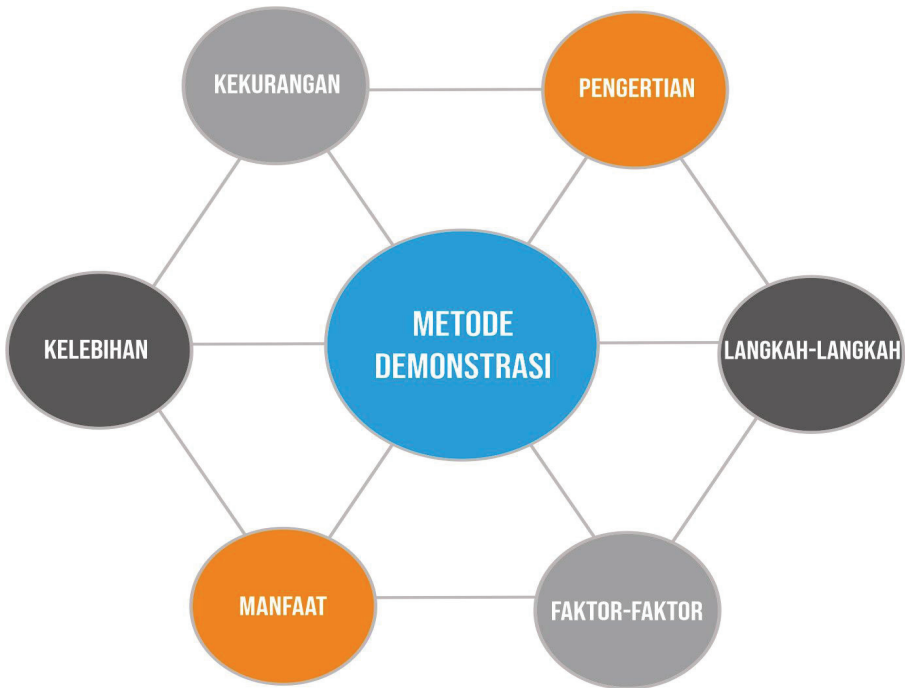 KEKURANGAN
PENGERTIAN
METODE
DEMONSTRASI
KELEBIHAN
LANGKAH-LANGKAH
MANFAAT
FAKTOR-FAKTOR